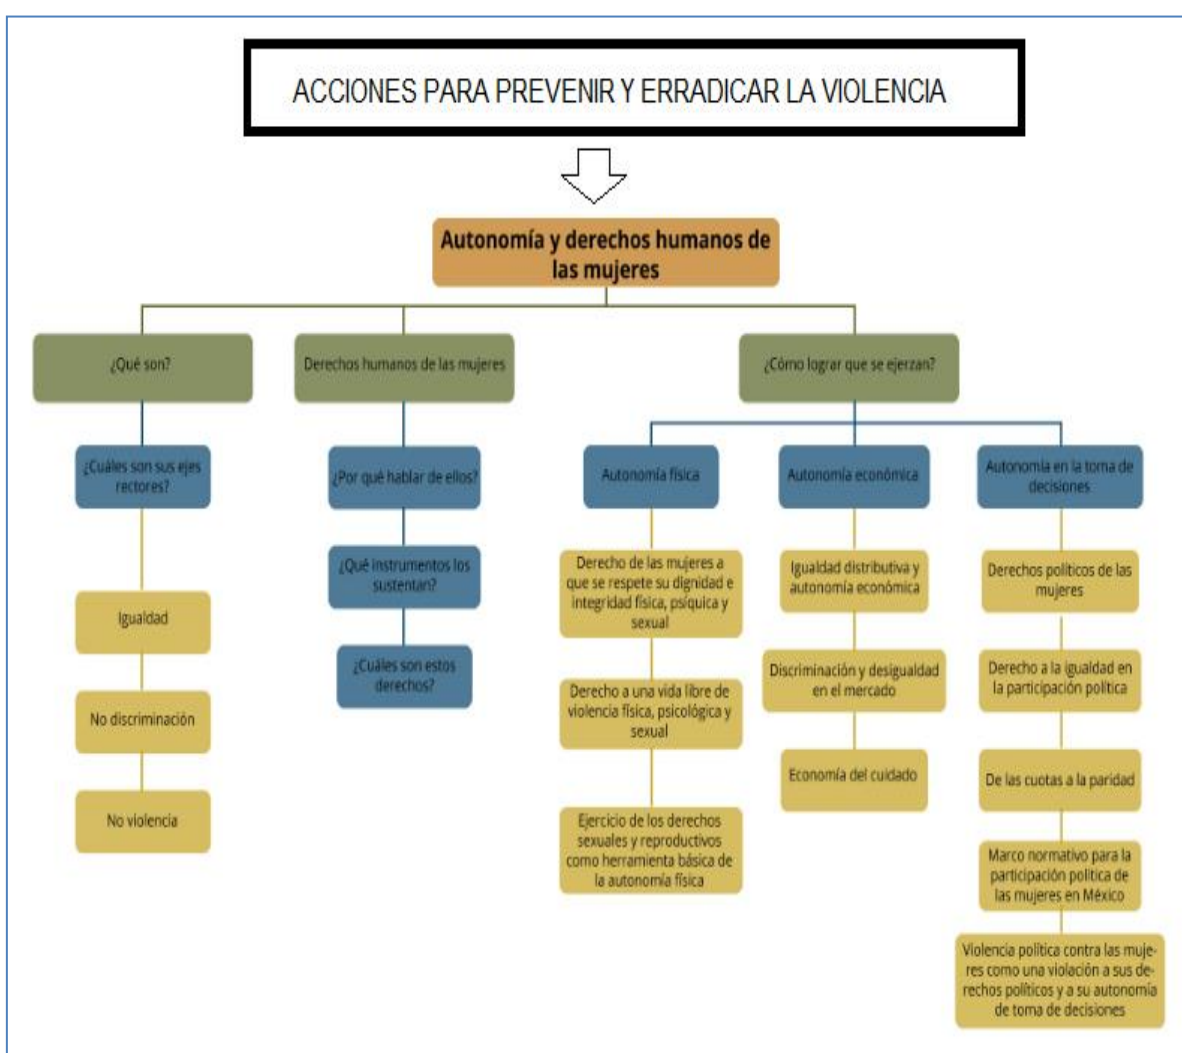 ACCIONES PARA PREVENIR Y ERRADICAR LA VIOLENCIA
Autonomía y derechos humanos de
las mujeres
¿Qué son?
¿Cuáles son sus ejes
rectores?
Igualdad
No discriminación
No violencia
Derechos humanos de las mujeres
¿Por qué hablar de ellos?
¿Qué instrumentos los
sustentan?
¿Cuáles son estos
derechos?
¿Cómo lograr que se ejerzan?
Autonomía física
Derecho de las mujeres a
que se respete su dignidad e
integridad física, psíquica y
sexual
Derecho a una vida libre de
violencia física, psicológica y
sexual
Ejercicio de los derechos
sexuales y reproductivos
como herramienta básica de
la autonomía física
Autonomía económica
Igualdad distributiva y
autonomía económica
Discriminación y desigualdad
en el mercado
Economía del cuidado
Autonomía en la toma de
decisiones
Derechos políticos de las
mujeres
Derecho a la igualdad en
la participación política
De las cuotas a la paridad
Marco normativo para la
participación política de
las mujeres en México
Violencia política contra las muje-
res como una violación a sus de-
rechos políticos y a su autonomía
de toma de decisiones